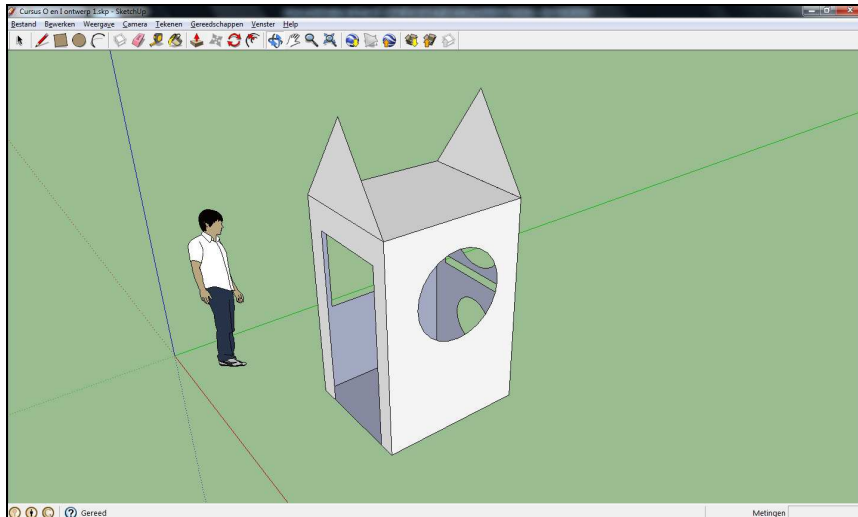 Cursus O en I ontwerp 1.skp - SketchUp
Bestand Bewerken Weergave Camera Tekenen Gereedschappen Venster Help
Gereed
Metingen